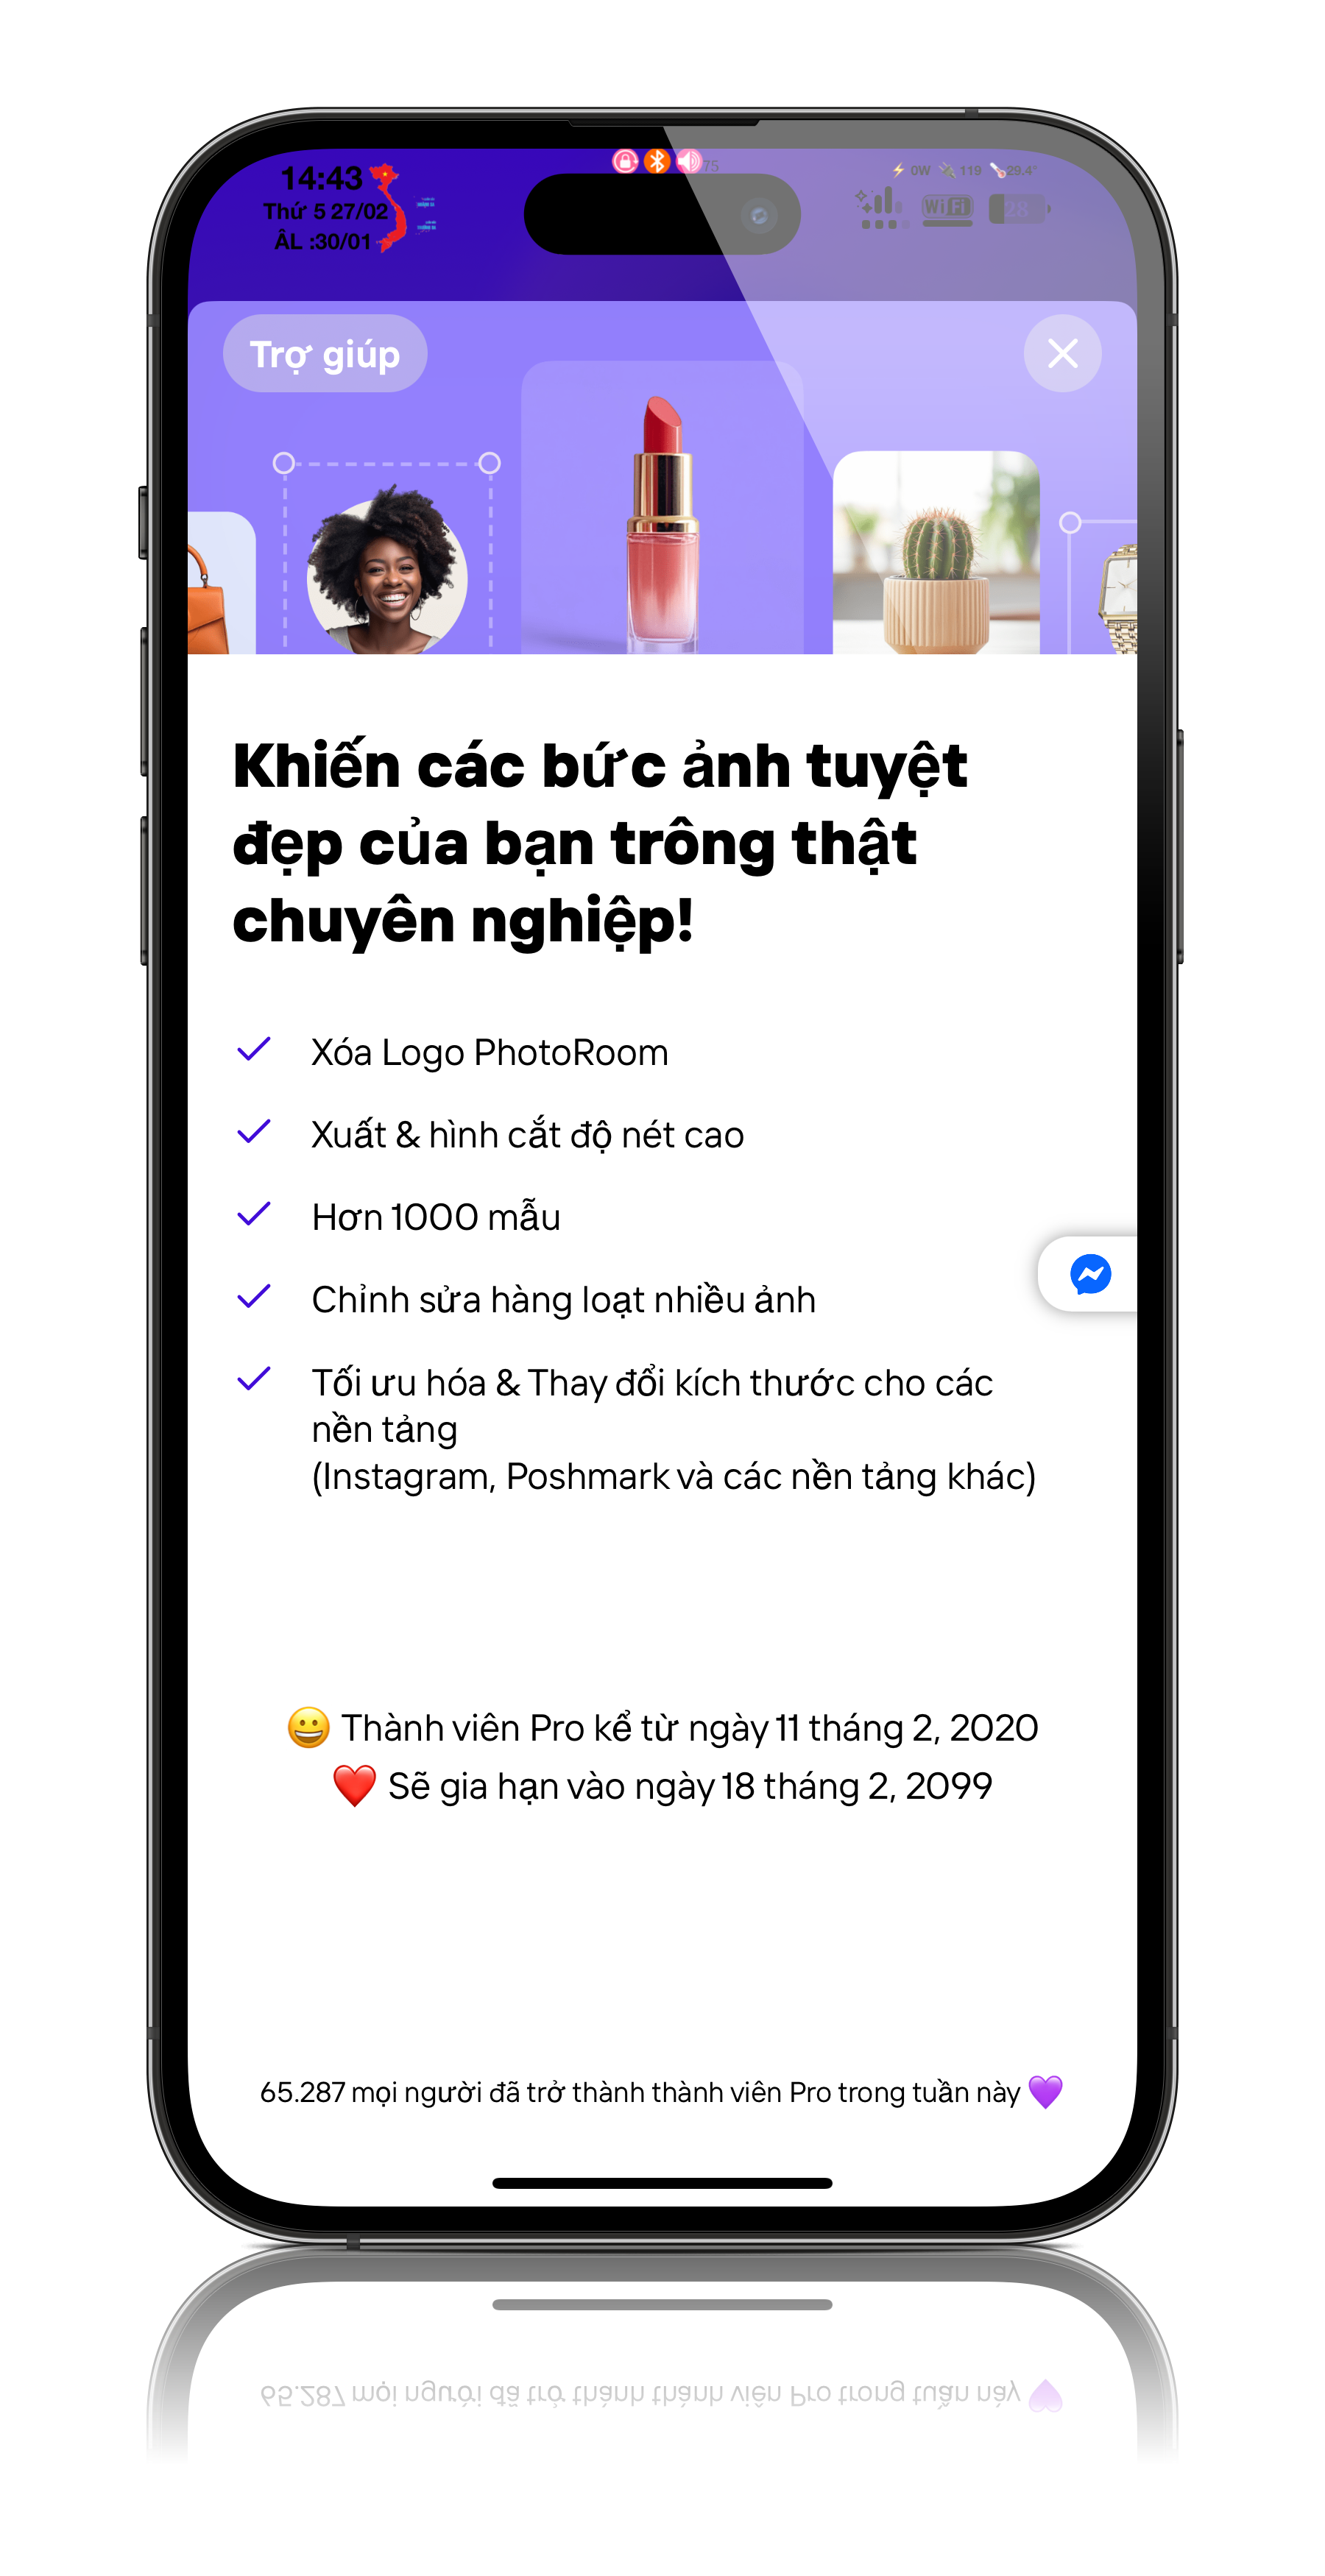 14:43
Thứ 5 27/02
ÂL :30/01
75
0W 119 29.4°
WiFi 28
Trợ giúp
Khiến các bức ảnh tuyệt
đẹp của bạn trông thật
chuyên nghiệp!
Xóa Logo PhotoRoom
Xuất & hình cắt độ nét cao
Hơn 1000 mẫu
Chỉnh sửa hàng loạt nhiều ảnh
Tối ưu hóa & Thay đổi kích thước cho các
nền tảng
(Instagram, Poshmark và các nền tảng khác)
😀 Thành viên Pro kể từ ngày 11 tháng 2, 2020
❤️ Sẽ gia hạn vào ngày 18 tháng 2, 2099
65.287 mọi người đã trở thành thành viên Pro trong tuần này 💜